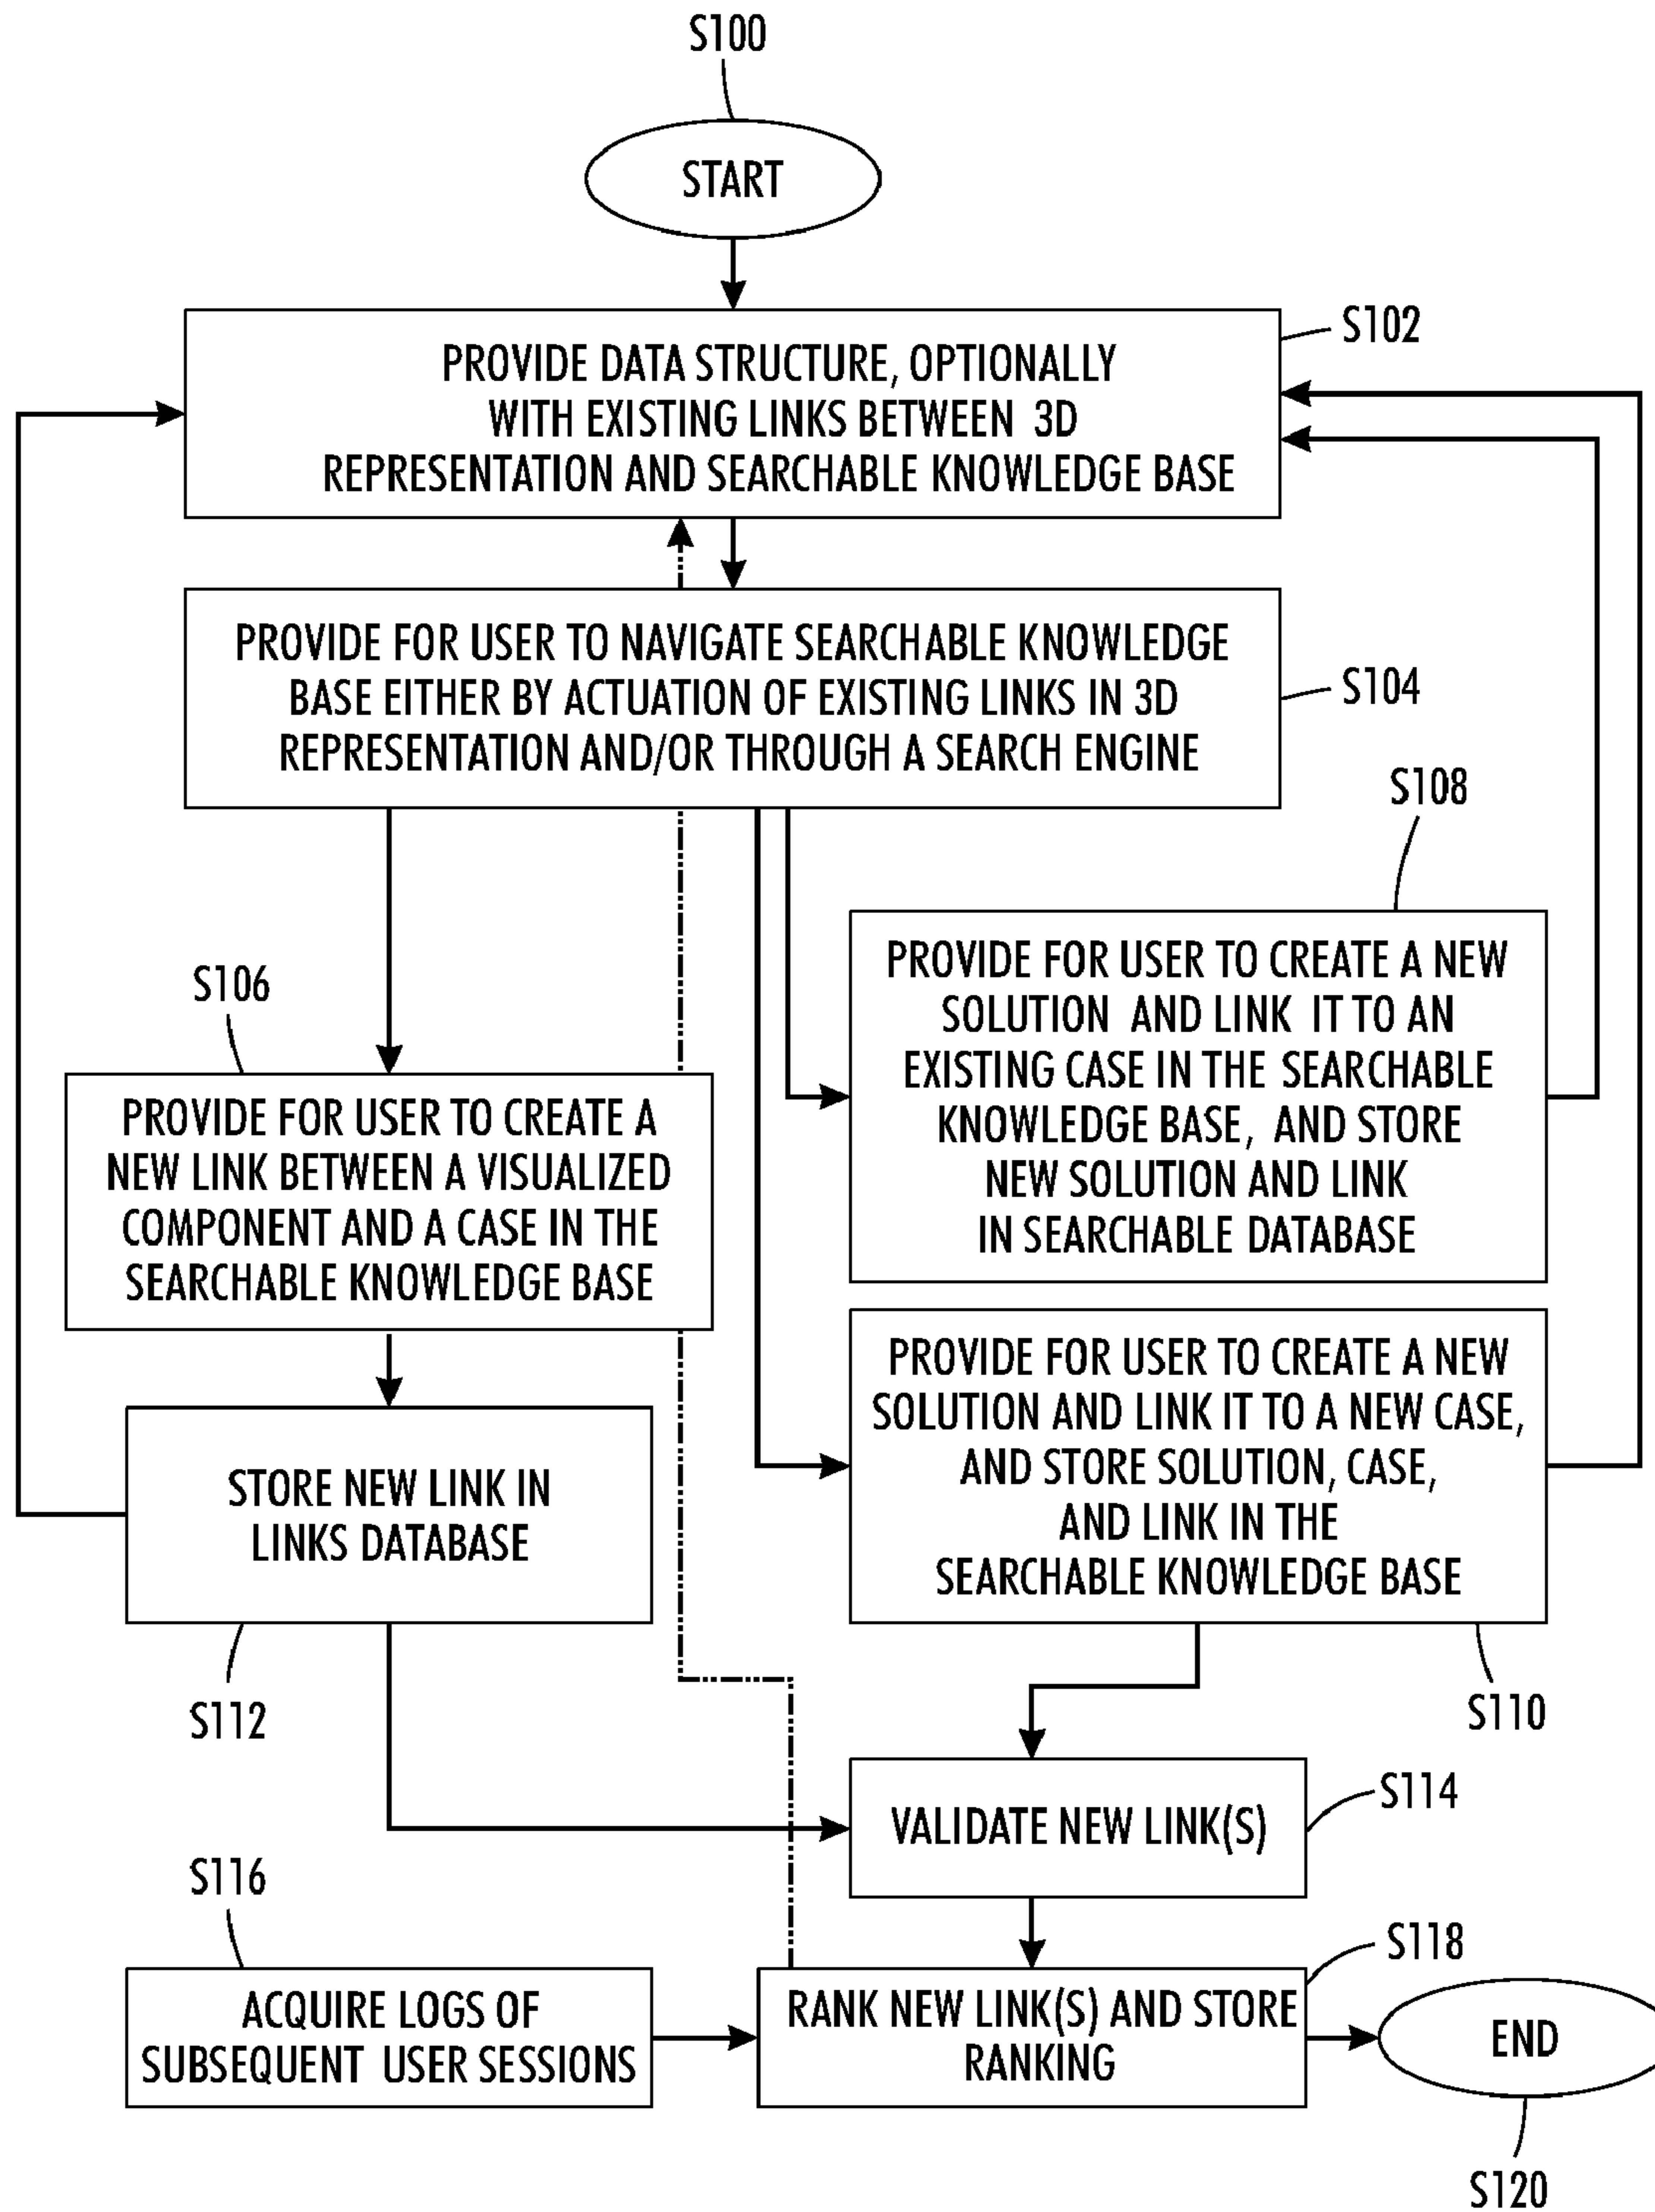 S100
START
S102
PROVIDE DATA STRUCTURE, OPTIONALLY
WITH EXISTING LINKS BETWEEN 3D
REPRESENTATION AND SEARCHABLE KNOWLEDGE BASE
S104
PROVIDE FOR USER TO NAVIGATE SEARCHABLE KNOWLEDGE
BASE EITHER BY ACTUATION OF EXISTING LINKS IN 3D
REPRESENTATION AND/OR THROUGH A SEARCH ENGINE
S108
PROVIDE FOR USER TO CREATE A NEW
SOLUTION AND LINK IT TO AN
EXISTING CASE IN THE SEARCHABLE
KNOWLEDGE BASE, AND STORE
NEW SOLUTION AND LINK
IN SEARCHABLE DATABASE
S106
PROVIDE FOR USER TO CREATE A
NEW LINK BETWEEN A VISUALIZED
COMPONENT AND A CASE IN THE
SEARCHABLE KNOWLEDGE BASE
PROVIDE FOR USER TO CREATE A NEW
SOLUTION AND LINK IT TO A NEW CASE,
AND STORE SOLUTION, CASE,
AND LINK IN THE
SEARCHABLE KNOWLEDGE BASE
STORE NEW LINK IN
LINKS DATABASE
S112
S110
VALIDATE NEW LINK(S)
S114
S116
ACQUIRE LOGS OF
SUBSEQUENT USER SESSIONS
S118
RANK NEW LINK(S) AND STORE
RANKING
END
S120